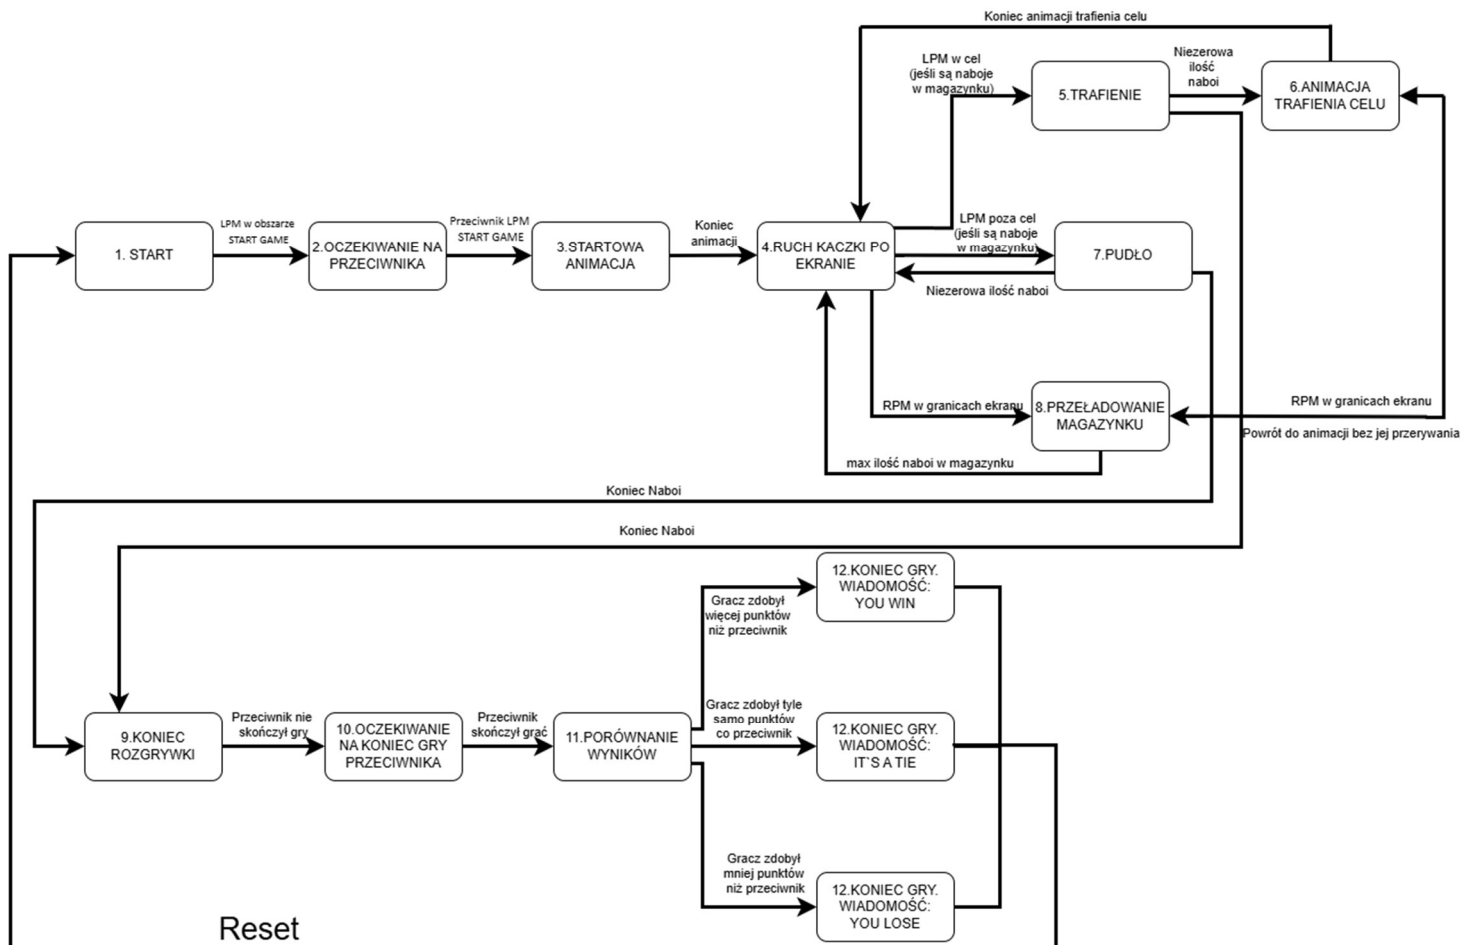 Koniec animacji trafienia celu
LPM w cel
(jeśli są naboje
w magazynku)
5.TRAFIENIE
Niezerowa
ilość
naboi
6.ANIMACJA
TRAFIENIA CELU
1. START
LPM w obszarze
START GAME
2.OCZEKIWANIE NA
PRZECIWNIKA
Przeciwnik LPM
START GAME
3.STARTOWA
ANIMACJA
Koniec
animacji
4.RUCH KACZKI PO
EKRANIE
LPM poza cel
(jeśli są naboje
w magazynku)
7.PUDŁO
Niezerowa ilość naboi
RPM w granicach ekranu
8.PRZEŁADOWANIE
MAGAZYNKU
RPM w granicach ekranu
Powrót do animacji bez jej przerywania
max ilość naboi w magazynku
Koniec Naboi
Koniec Naboi
12.KONIEC GRY.
WIADOMOŚĆ:
YOU WIN
Gracz zdobył
więcej punktów
niż przeciwnik
9.KONIEC
ROZGRYWKI
Przeciwnik nie
skończył gry
10.OCZEKIWANIE
NA KONIEC GRY
PRZECIWNIKA
Przeciwnik
skończył grać
11.PORÓWNANIE
WYNIKÓW
Gracz zdobył tyle
samo punktów
co przeciwnik
12.KONIEC GRY.
WIADOMOŚĆ:
IT`S A TIE
Gracz zdobył
mniej punktów
niż przeciwnik
12.KONIEC GRY.
WIADOMOŚĆ:
YOU LOSE
Reset